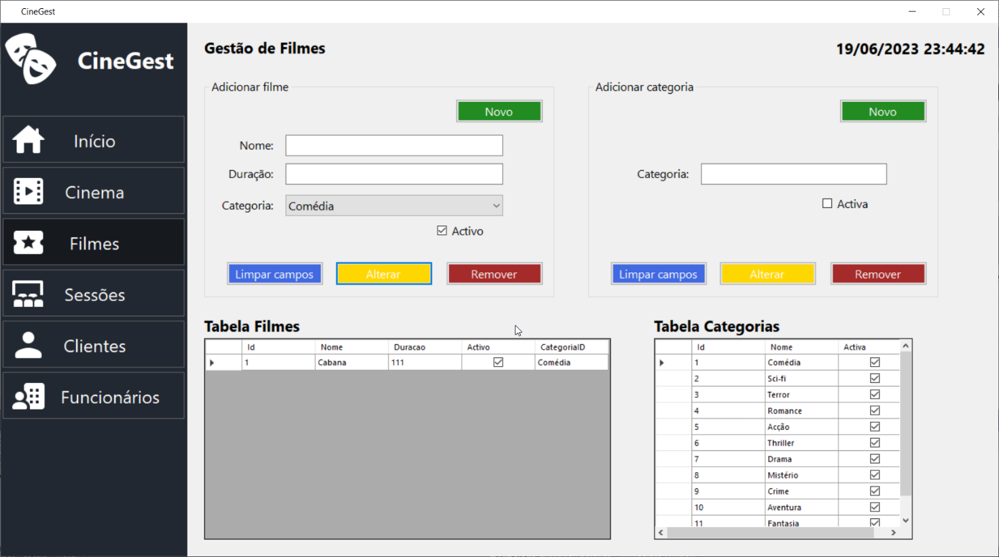 CineGest
CineGest
Início
Cinema
Filmes
Sessões
Clientes
Funcionários
Gestão de Filmes
19/06/2023 23:44:42
Adicionar filme
Novo
Nome:
Duração:
Categoria: Comédia
Activo
Limpar campos Alterar Remover
Adicionar categoria
Novo
Categoria:
Activa
Limpar campos Alterar Remover
Tabela Filmes
Id Nome Duracao Activo CategoriaID
1 Cabana 111 Comédia
Tabela Categorias
Id Nome Activa
1 Comédia
2 Sci-fi
3 Terror
4 Romance
5 Acção
6 Thriller
7 Drama
8 Mistério
9 Crime
10 Aventura
11 Fantasia